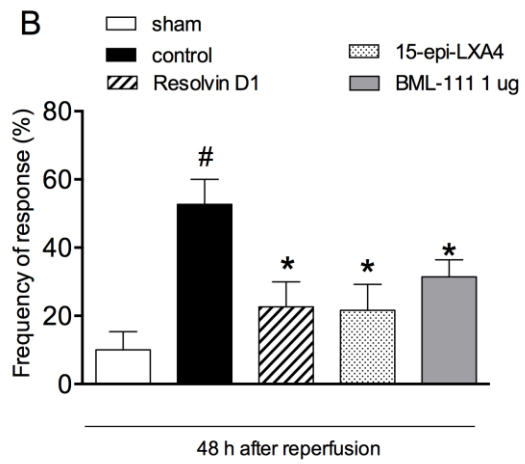 B
sham
control
Resolvin D1
15-epi-LXA4
BML-111 1 ug
Frequency of response (%)
80
60
40
20
0
#
*
*
*
48 h after reperfusion